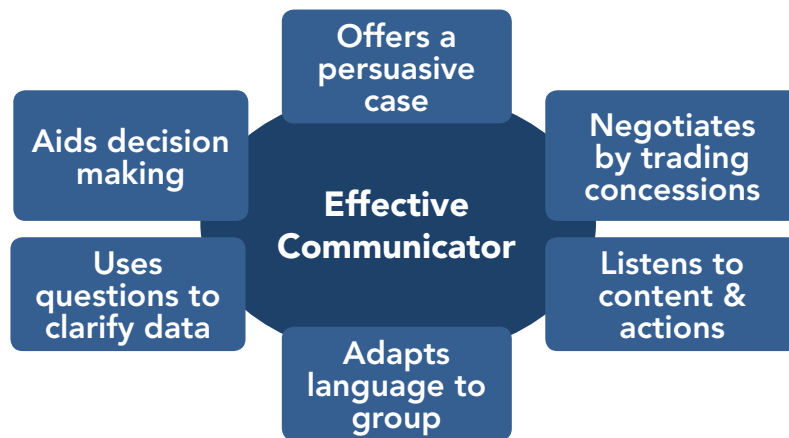 Offers a
persuasive
case
Aids decision
making
Negotiates
by trading
concessions
Effective
Communicator
Uses
questions to
clarify data
Listens to
content &
actions
Adapts
language to
group